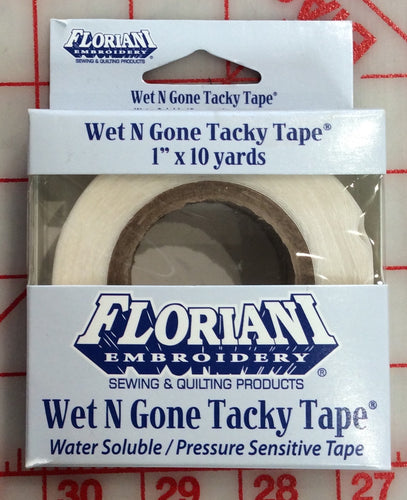 FLORIANI
EMBROIDERY
SEWING & QUILTING PRODUCTS
WET N GONE TACKY TAPE®
WET N GONE TACKY TAPE®
1" x 10 YARDS
FLORIANI
EMBROIDERY®
SEWING & QUILTING PRODUCTS
WET N GONE TACKY TAPE®
Water Soluble / Pressure Sensitive Tape
31 30 29 28 27